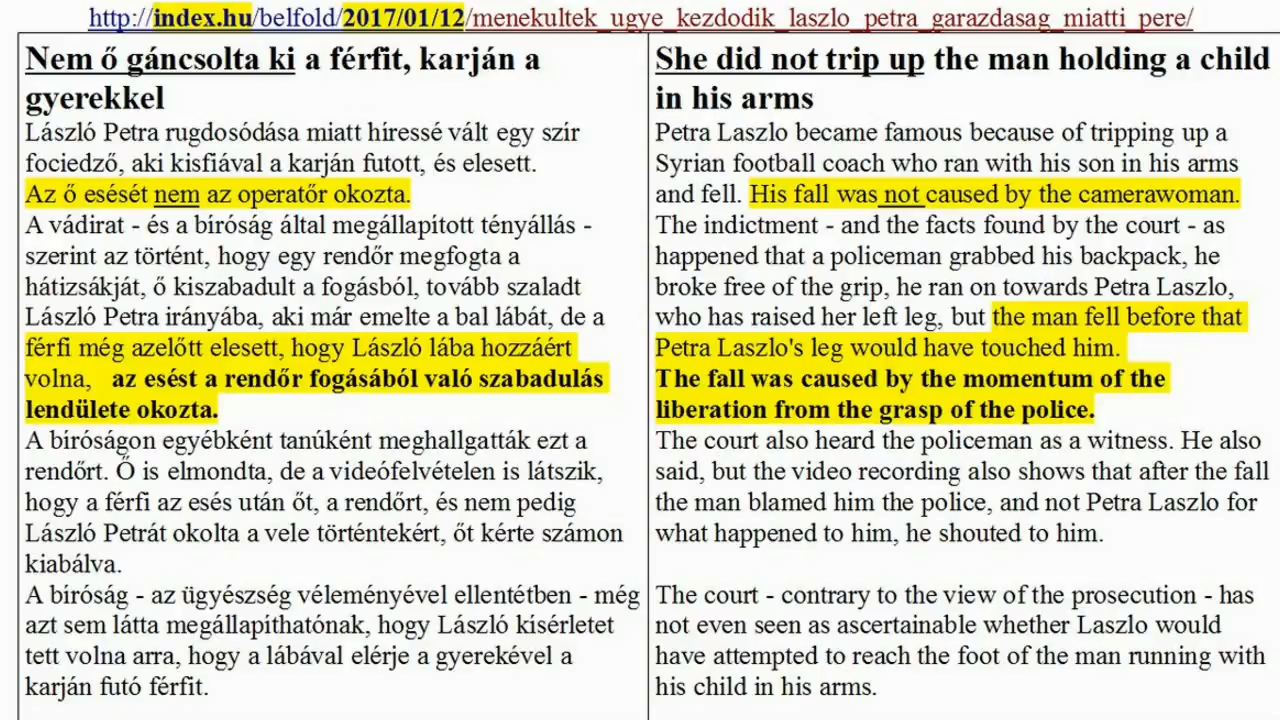 http://index.hu/belfold/2017/01/12/menekultek_ugye_kezdodik_laszlo_petra_garazdasag_miatti_pere/
Nem ő gáncsolta ki a férfit, karján a
gyerekkel
László Petra rugdosódása miatt híressé vált egy szír
fociedző, aki kisfiával a karján futott, és elesett.
Az ő esését nem az operatőr okozta.
A vádirat - és a bíróság által megállapított tényállás -
szerint az történt, hogy egy rendőr megfogta a
hátizsákját, ő kiszabadult a fogásból, tovább szaladt
László Petra irányába, aki már emelte a bal lábát, de a
férfi még azelőtt elesett, hogy László lába hozzáért
volna, az esést a rendőr fogásából való szabadulás
lendülete okozta.
A bíróságon egyébként tanúként meghallgatták ezt a
rendőrt. Ő is elmondta, de a videófelvételen is látszik,
hogy a férfi az esés után őt, a rendőrt, és nem pedig
László Petrát okolta a vele történtekért, őt kérte számon
kiabálva.
A bíróság - az ügyészség véleményével ellentétben - még
azt sem látta megállapíthatónak, hogy László kísérletet
tett volna arra, hogy a lábával elérje a gyerekével a
karján futó férfit.
She did not trip up the man holding a child
in his arms
Petra Laszlo became famous because of tripping up a
Syrian football coach who ran with his son in his arms
and fell. His fall was not caused by the camerawoman.
The indictment - and the facts found by the court - as
happened that a policeman grabbed his backpack, he
broke free of the grip, he ran on towards Petra Laszlo,
who has raised her left leg, but the man fell before that
Petra Laszlo's leg would have touched him.
The fall was caused by the momentum of the
liberation from the grasp of the police.
The court also heard the policeman as a witness. He also
said, but the video recording also shows that after the fall
the man blamed him the police, and not Petra Laszlo for
what happened to him, he shouted to him.
The court - contrary to the view of the prosecution - has
not even seen as ascertainable whether Laszlo would
have attempted to reach the foot of the man running with
his child in his arms.